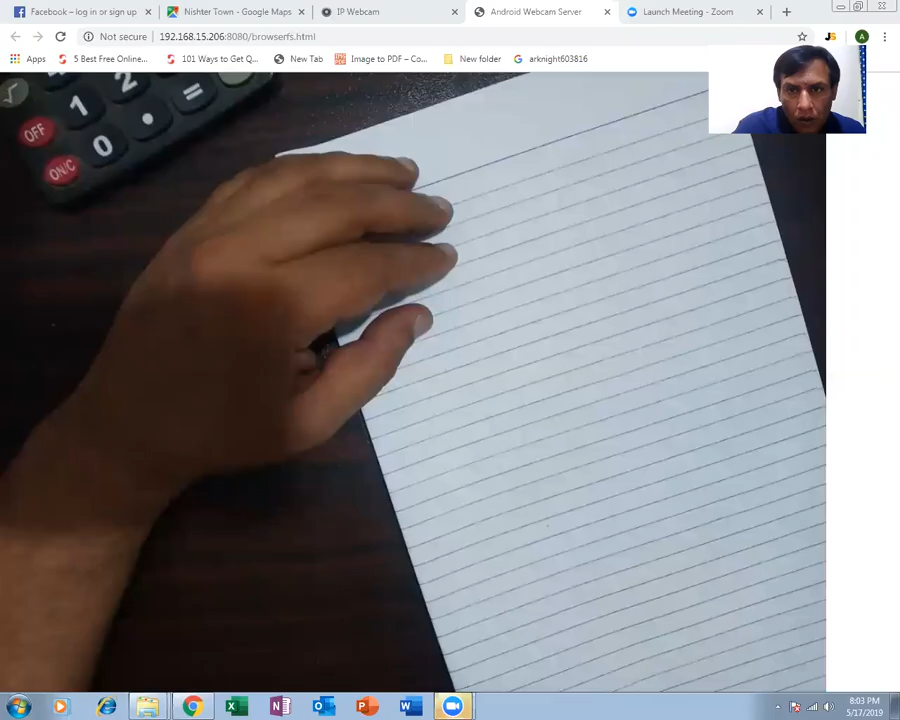 Facebook – log in or sign up
Nishter Town - Google Maps
IP Webcam
Android Webcam Server
Launch Meeting - Zoom
Not secure
192.168.15.206:8080/browserfs.html
JS
A
Apps
5 Best Free Online...
101 Ways to Get Q...
New Tab
Image to PDF – Co...
New folder
arknight603816
√
1
2
=
OFF
0
•
ON/C
8:03 PM
5/17/2019